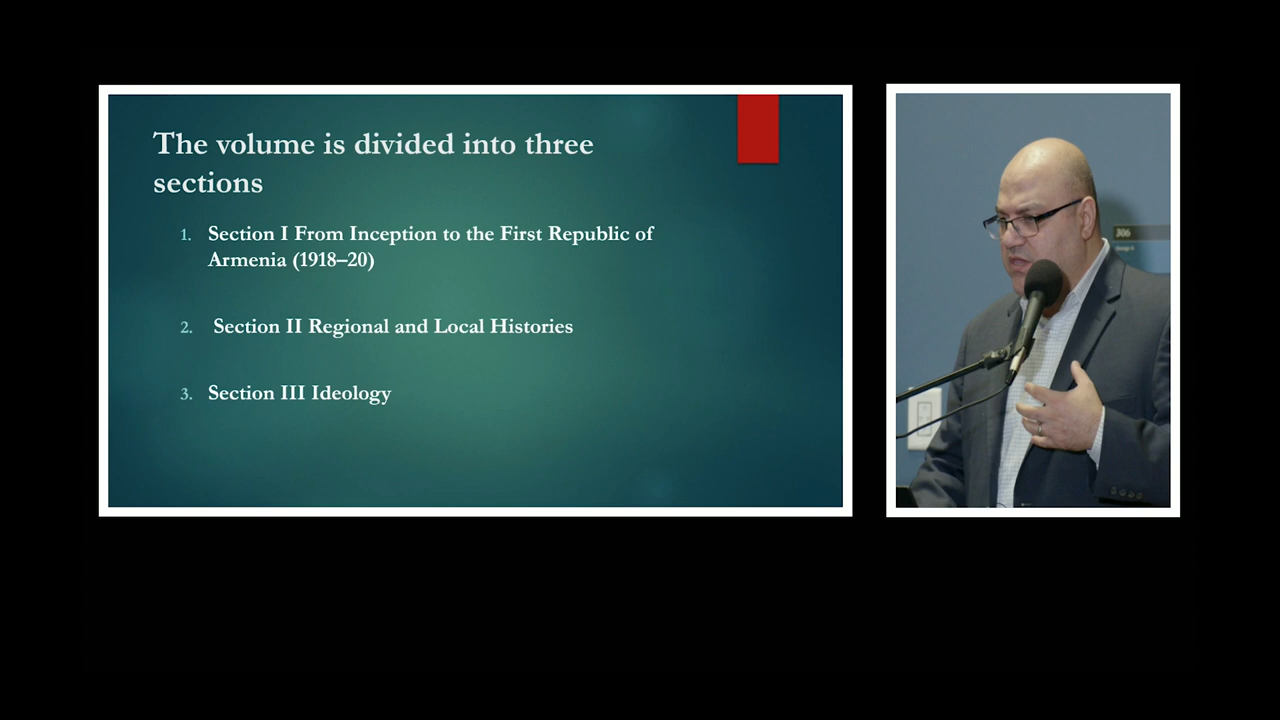 The volume is divided into three
sections
1. Section I From Inception to the First Republic of
Armenia (1918–20)
2. Section II Regional and Local Histories
3. Section III Ideology
306